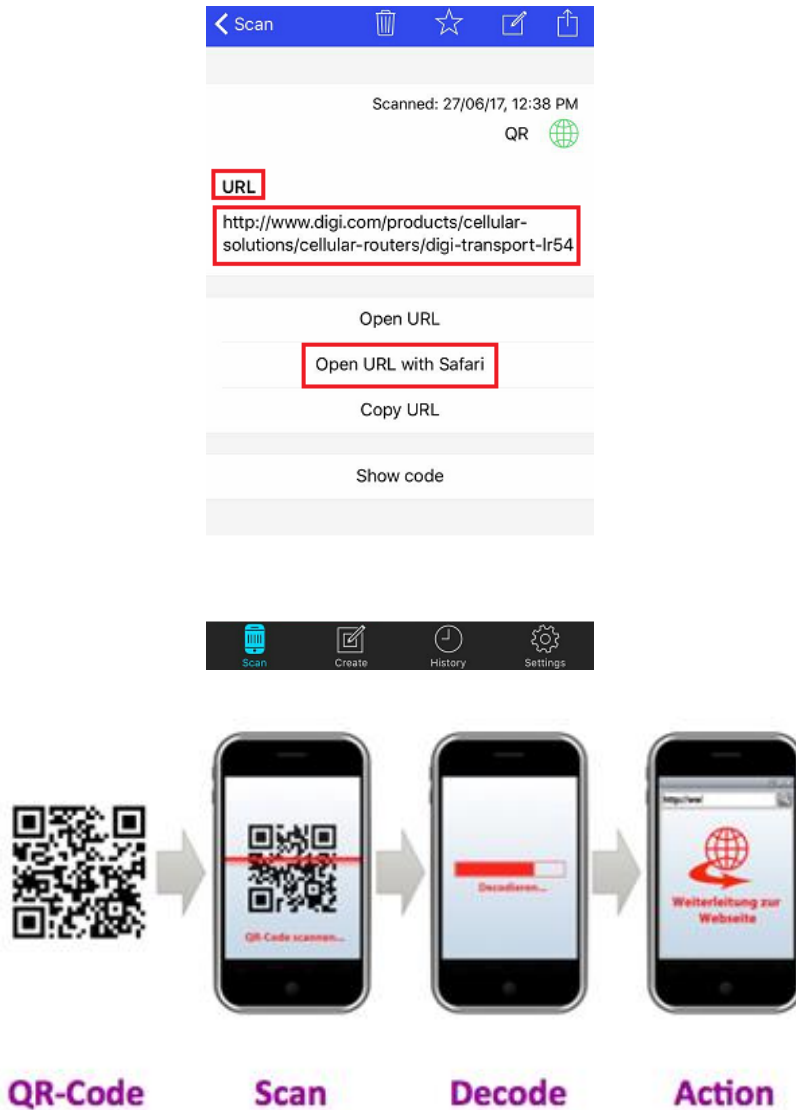 Scan
Scanned: 27/06/17, 12:38 PM
QR
URL
http://www.digi.com/products/cellular-
solutions/cellular-routers/digi-transport-lr54
Open URL
Open URL with Safari
Copy URL
Show code
Scan
Create
History
Settings
QR-Code scannen...
Decodieren...
http://ww/
Weiterleitung zur
Webseite
QR-Code
Scan
Decode
Action